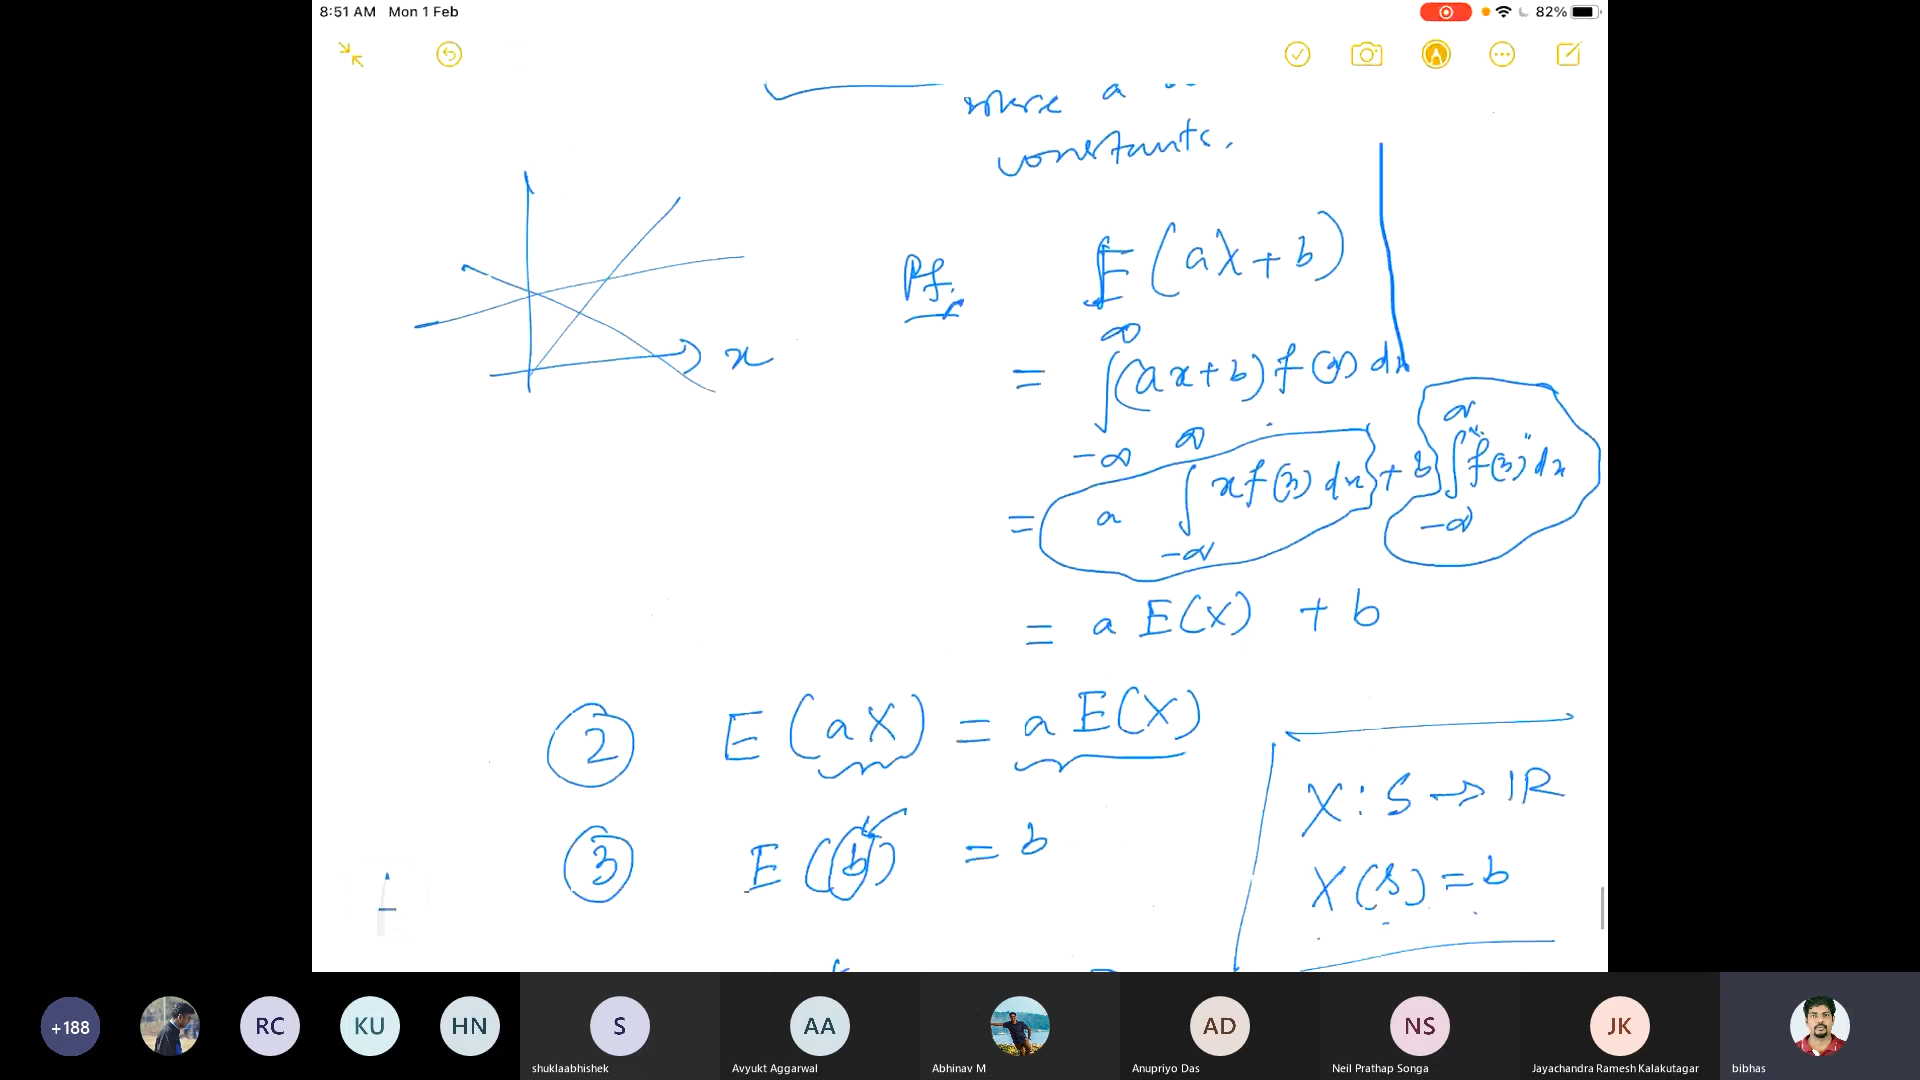 8:51 AM Mon 1 Feb 82%
where a
constants.
Pf. E(aX+b)
x
∞
= ∫(ax+b) f(x) dx
-∞
∞ ∞
= a ∫ x f(x) dx + b ∫ f(x) dx
-∞ -∞
= a E(X) + b
② E(aX) = a E(X)
X : S → IR
③ E(b) = b
X(s) = b
+188 RC KU HN S AA AD NS JK
shuklaabhishek Avyukt Aggarwal Abhinav M Anupriyo Das Neil Prathap Songa Jayachandra Ramesh Kalakutagar bibhas